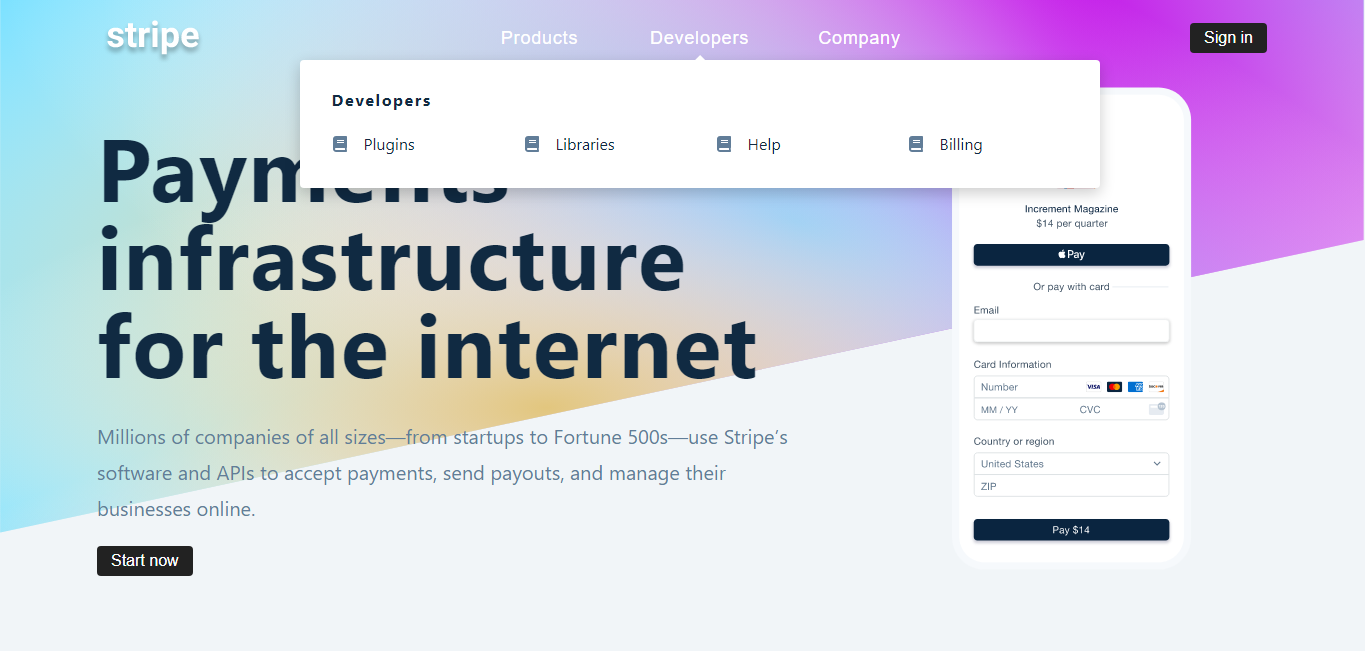 stripe
Products
Developers
Company
Sign in
Developers
Plugins
Libraries
Help
Billing
Payments
infrastructure
for the internet
Millions of companies of all sizes—from startups to Fortune 500s—use Stripe’s
software and APIs to accept payments, send payouts, and manage their
businesses online.
Start now
Increment Magazine
$14 per quarter
Pay
Or pay with card
Email
Card Information
Number
VISA
MM / YY
CVC
Country or region
United States
ZIP
Pay $14